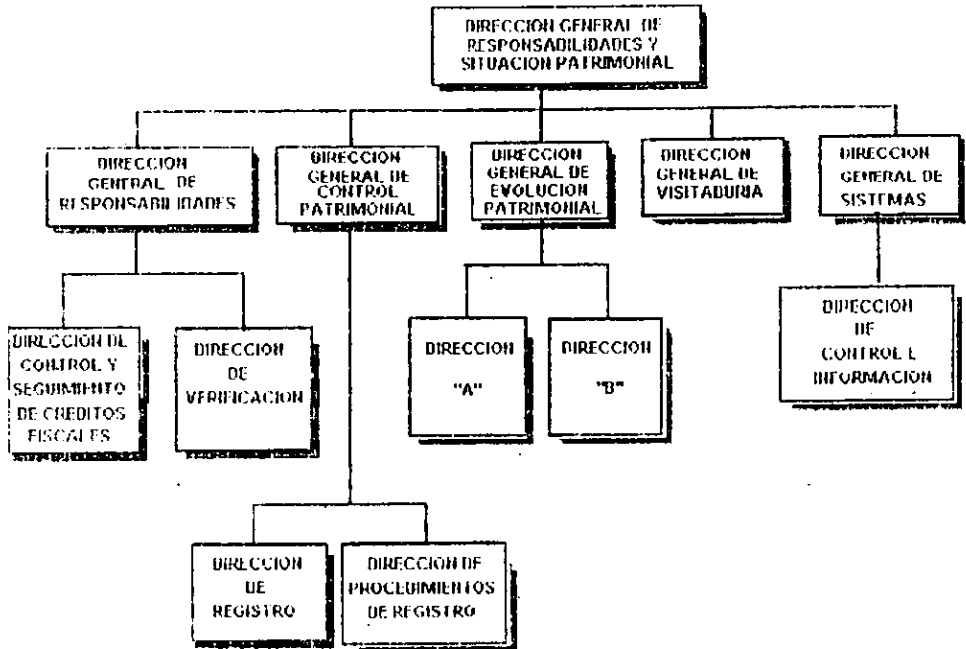 DIRECCION GENERAL DE
RESPONSABILIDADES Y
SITUACION PATRIMONIAL
DIRECCION
GENERAL DE
RESPONSABILIDADES
DIRECCION
GENERAL DE
CONTROL
PATRIMONIAL
DIRECCION
GENERAL DE
EVOLUCION
PATRIMONIAL
DIRECCION
GENERAL DE
VISITADURIA
DIRECCION
GENERAL DE
SISTEMAS
DIRECCION DE
CONTROL Y
SEGUIMIENTO
DE CREDITOS
FISCALES
DIRECCION
DE
VERIFICACION
DIRECCION
"A"
DIRECCION
"B"
DIRECCION
DE
CONTROL E
INFORMACION
DIRECCION
DE
REGISTRO
DIRECCION DE
PROCEDIMIENTOS
DE REGISTRO